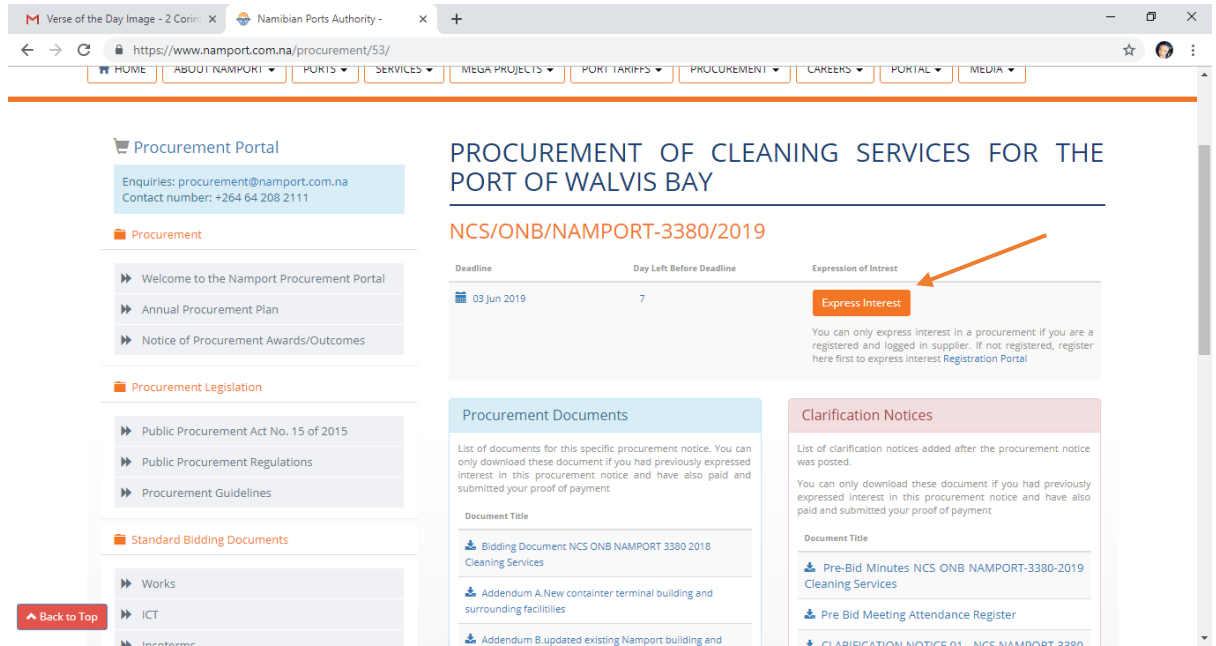 Verse of the Day Image - 2 Corint
Namibian Ports Authority -
https://www.namport.com.na/procurement/53/
HOME
ABOUT NAMPORT
PORTS
SERVICES
MEGA PROJECTS
PORT TARIFFS
PROCUREMENT
CAREERS
PORTAL
MEDIA
Procurement Portal
Enquiries: procurement@namport.com.na
Contact number: +264 64 208 2111
Procurement
Welcome to the Namport Procurement Portal
Annual Procurement Plan
Notice of Procurement Awards/Outcomes
Procurement Legislation
Public Procurement Act No. 15 of 2015
Public Procurement Regulations
Procurement Guidelines
Standard Bidding Documents
Works
ICT
Incoterms
Back to Top
PROCUREMENT OF CLEANING SERVICES FOR THE
PORT OF WALVIS BAY
NCS/ONB/NAMPORT-3380/2019
Deadline
Day Left Before Deadline
Expression of Intrest
03 Jun 2019
7
Express Interest
You can only express interest in a procurement if you are a
registered and logged in supplier. If not registered, register
here first to express interest Registration Portal
Procurement Documents
List of documents for this specific procurement notice. You can
only download these document if you had previously expressed
interest in this procurement notice and have also paid and
submitted your proof of payment
Document Title
Bidding Document NCS ONB NAMPORT 3380 2018
Cleaning Services
Addendum A.New containter terminal building and
surrounding facilitilies
Addendum B.updated existing Namport building and
Clarification Notices
List of clarification notices added after the procurement notice
was posted.
You can only download these document if you had previously
expressed interest in this procurement notice and have also
paid and submitted your proof of payment
Document Title
Pre-Bid Minutes NCS ONB NAMPORT-3380-2019
Cleaning Services
Pre Bid Meeting Attendance Register
CLARIFICATION NOTICE 01 - NCS NAMPORT 3380